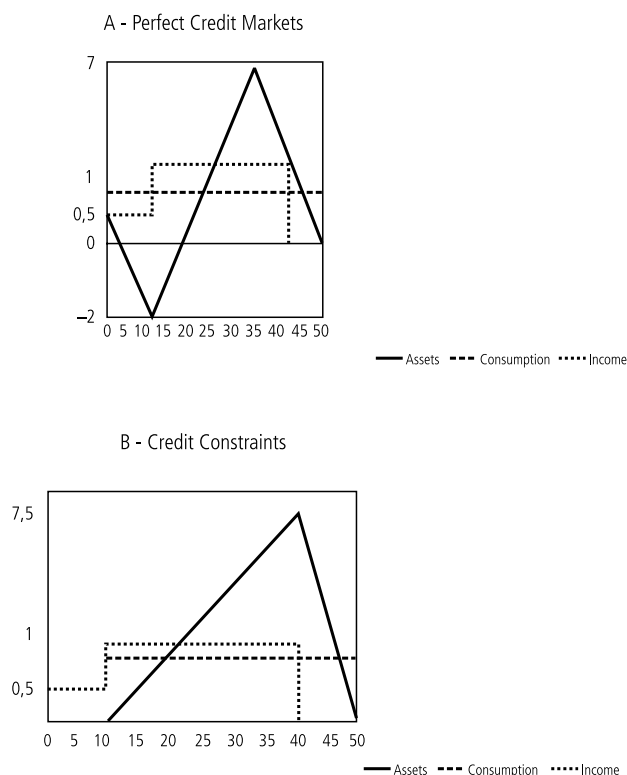 A - Perfect Credit Markets
7
1
0,5
0
–2
0 5 10 15 20 25 30 35 40 45 50
Assets Consumption Income
B - Credit Constraints
7,5
1
0,5
0 5 10 15 20 25 30 35 40 45 50
Assets Consumption Income